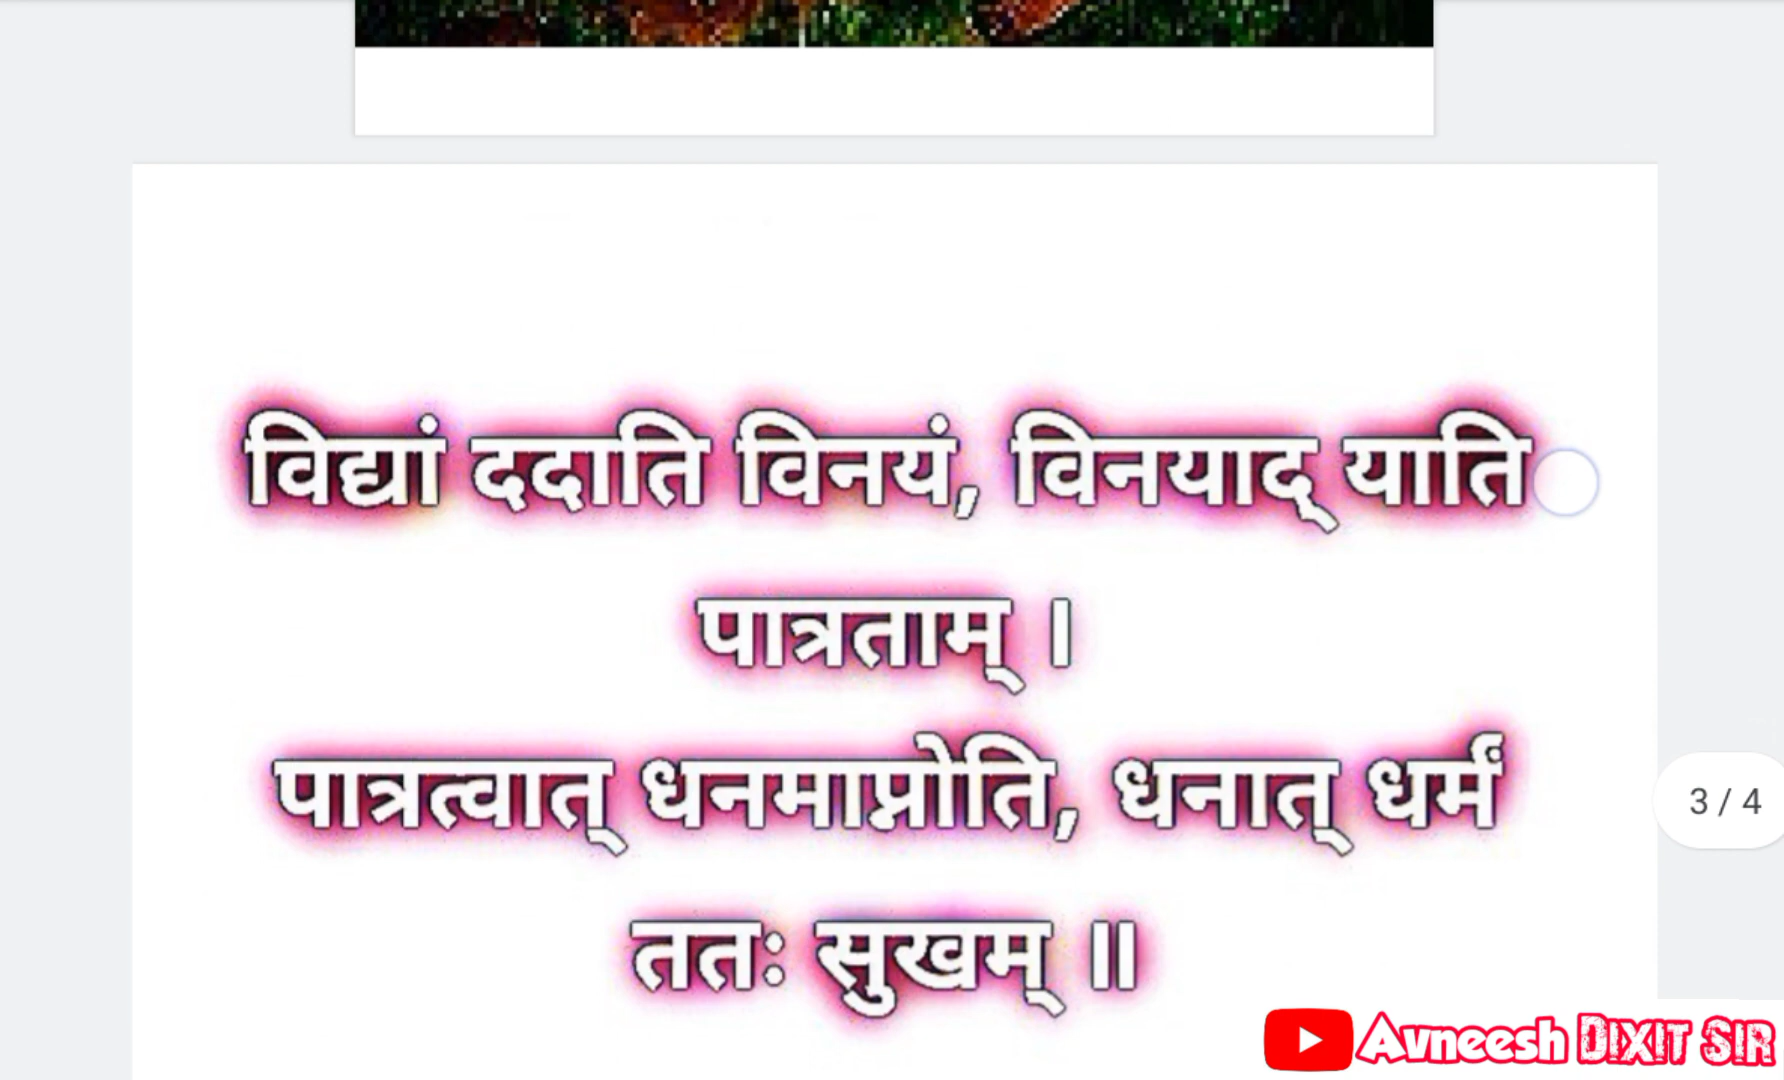 विद्यां ददाति विनयं, विनयाद् याति
पात्रताम् ।
पात्रत्वात् धनमाप्नोति, धनात् धर्मं
ततः सुखम् ॥
3 / 4
Avneesh DIXIT SIR